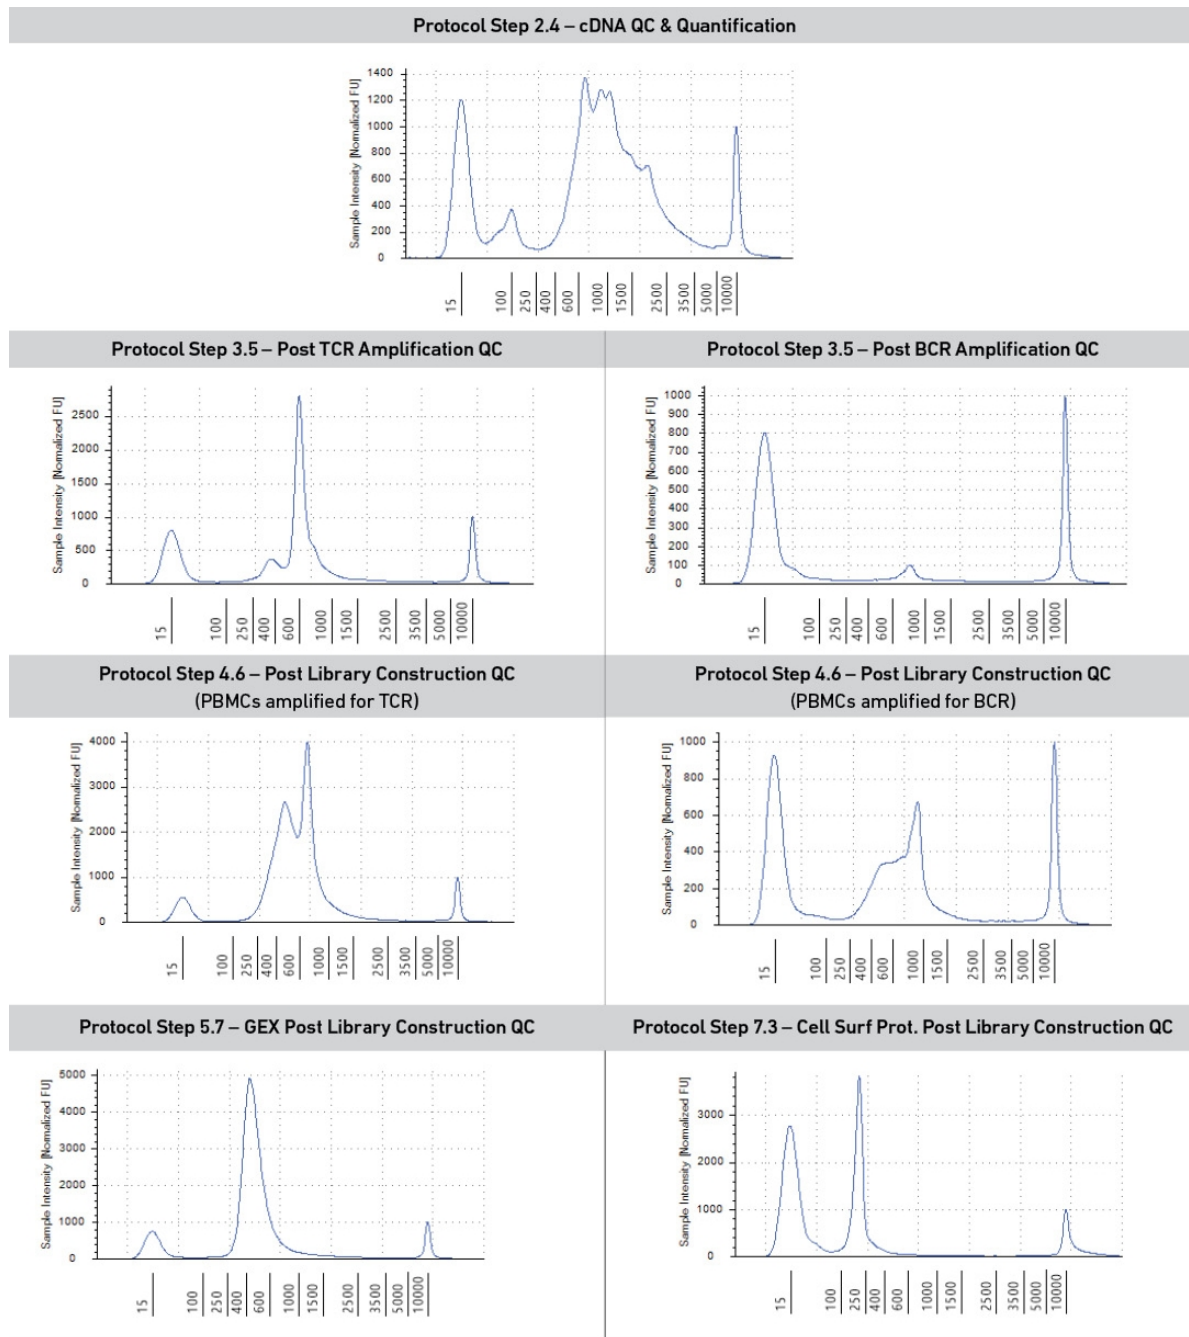 Protocol Step 2.4 – cDNA QC & Quantification
Sample Intensity [Normalized FU]
1400
1200
1000
800
600
400
200
0
15 100 250 400 600 1000 1500 2500 3500 5000 10000
Protocol Step 3.5 – Post TCR Amplification QC
Sample Intensity [Normalized FU]
2500
2000
1500
1000
500
0
15 100 250 400 600 1000 1500 2500 3500 5000 10000
Protocol Step 3.5 – Post BCR Amplification QC
Sample Intensity [Normalized FU]
1000
900
800
700
600
500
400
300
200
100
0
15 100 250 400 600 1000 1500 2500 3500 5000 10000
Protocol Step 4.6 – Post Library Construction QC
(PBMCs amplified for TCR)
Sample Intensity [Normalized FU]
4000
3000
2000
1000
0
15 100 250 400 600 1000 1500 2500 3500 5000 10000
Protocol Step 4.6 – Post Library Construction QC
(PBMCs amplified for BCR)
Sample Intensity [Normalized FU]
1000
800
600
400
200
0
15 100 250 400 600 1000 1500 2500 3500 5000 10000
Protocol Step 5.7 – GEX Post Library Construction QC
Sample Intensity [Normalized FU]
5000
4000
3000
2000
1000
0
15 100 250 400 600 1000 1500 2500 3500 5000 10000
Protocol Step 7.3 – Cell Surf Prot. Post Library Construction QC
Sample Intensity [Normalized FU]
3000
2000
1000
0
15 100 250 400 600 1000 1500 2500 3500 5000 10000